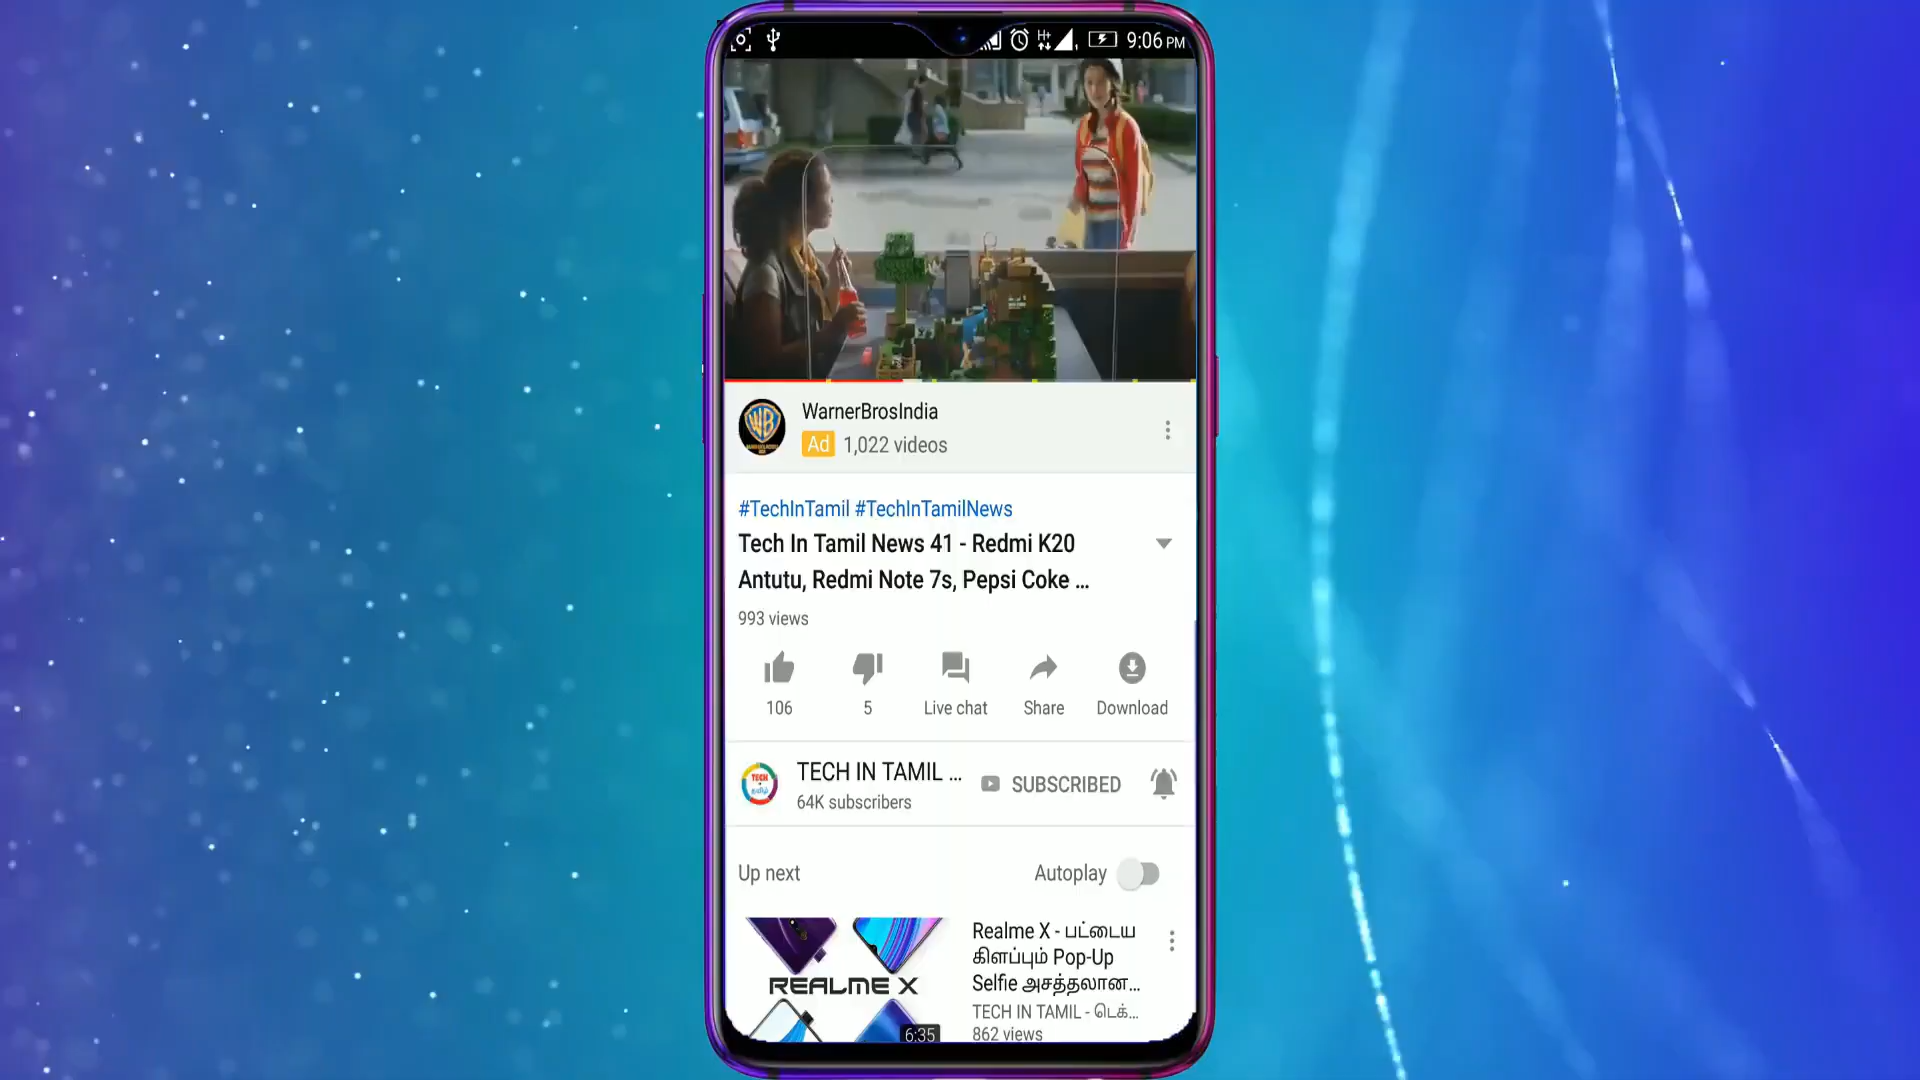 H+
9:06 PM
WarnerBrosIndia
Ad 1,022 videos
#TechInTamil #TechInTamilNews
Tech In Tamil News 41 - Redmi K20
Antutu, Redmi Note 7s, Pepsi Coke ...
993 views
106
5
Live chat
Share
Download
TECH
தமிழ்
TECH IN TAMIL ...
64K subscribers
SUBSCRIBED
Up next
Autoplay
REALME X
6:35
Realme X - பட்டைய
கிளப்பும் Pop-Up
Selfie அசத்தலான...
TECH IN TAMIL - டெக்...
862 views